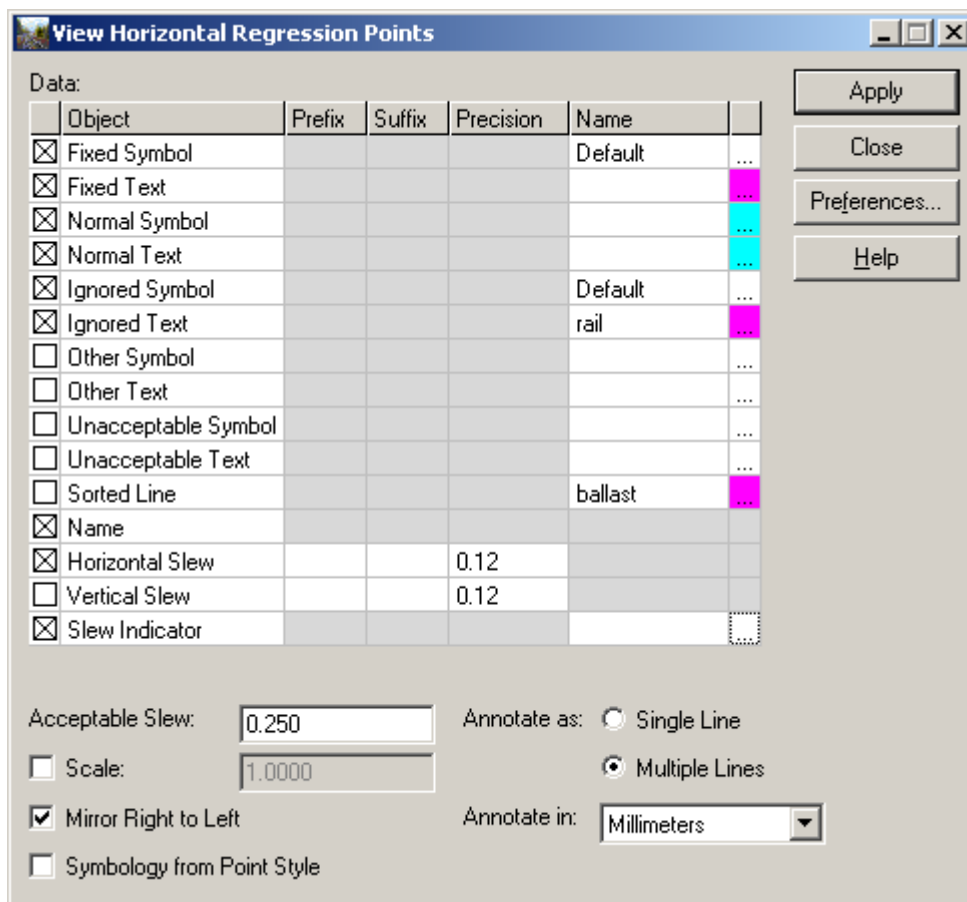 View Horizontal Regression Points
Data:
Apply
Object Prefix Suffix Precision Name
Fixed Symbol Default ...
Close
Fixed Text ...
Preferences...
Normal Symbol ...
Normal Text ...
Help
Ignored Symbol Default ...
Ignored Text rail ...
Other Symbol ...
Other Text ...
Unacceptable Symbol ...
Unacceptable Text ...
Sorted Line ballast ...
Name
Horizontal Slew 0.12
Vertical Slew 0.12
Slew Indicator ...
Acceptable Slew: 0.250 Annotate as: Single Line
Scale: 1.0000 Multiple Lines
Mirror Right to Left Annotate in: Millimeters
Symbology from Point Style